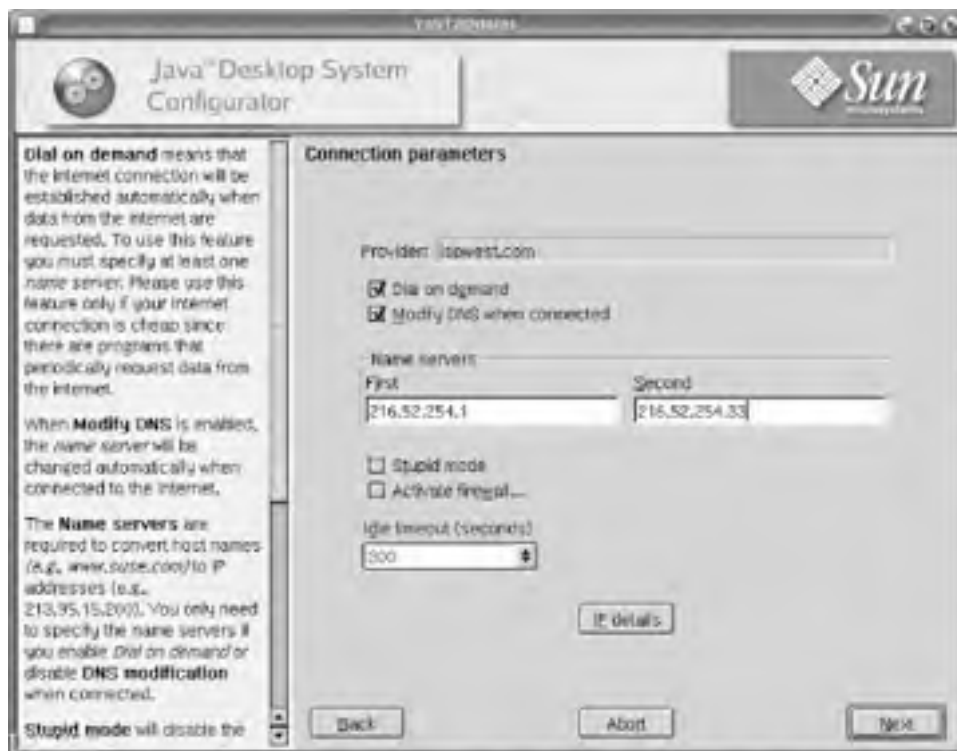 Java™ Desktop System
Configurator
Sun
microsystems
Dial on demand means that
the internet connection will be
established automatically when
data from the internet are
requested. To use this feature
you must specify at least one
name server. Please use this
feature only if your internet
connection is cheap since
there are programs that
periodically request data from
the internet.
When Modify DNS is enabled,
the name server will be
changed automatically when
connected to the internet.
The Name servers are
required to convert host names
(e.g., www.suse.com) to IP
addresses (e.g.,
213.95.15.200). You only need
to specify the name servers if
you enable Dial on demand or
disable DNS modification
when connected.
Stupid mode will disable the
Connection parameters
Provider: ispwest.com
Dial on demand
Modify DNS when connected
Name servers
First
Second
216.52.254.1
216.52.254.33
Stupid mode
Activate firewall...
Idle timeout (seconds)
300
IP details
Back
Abort
Next